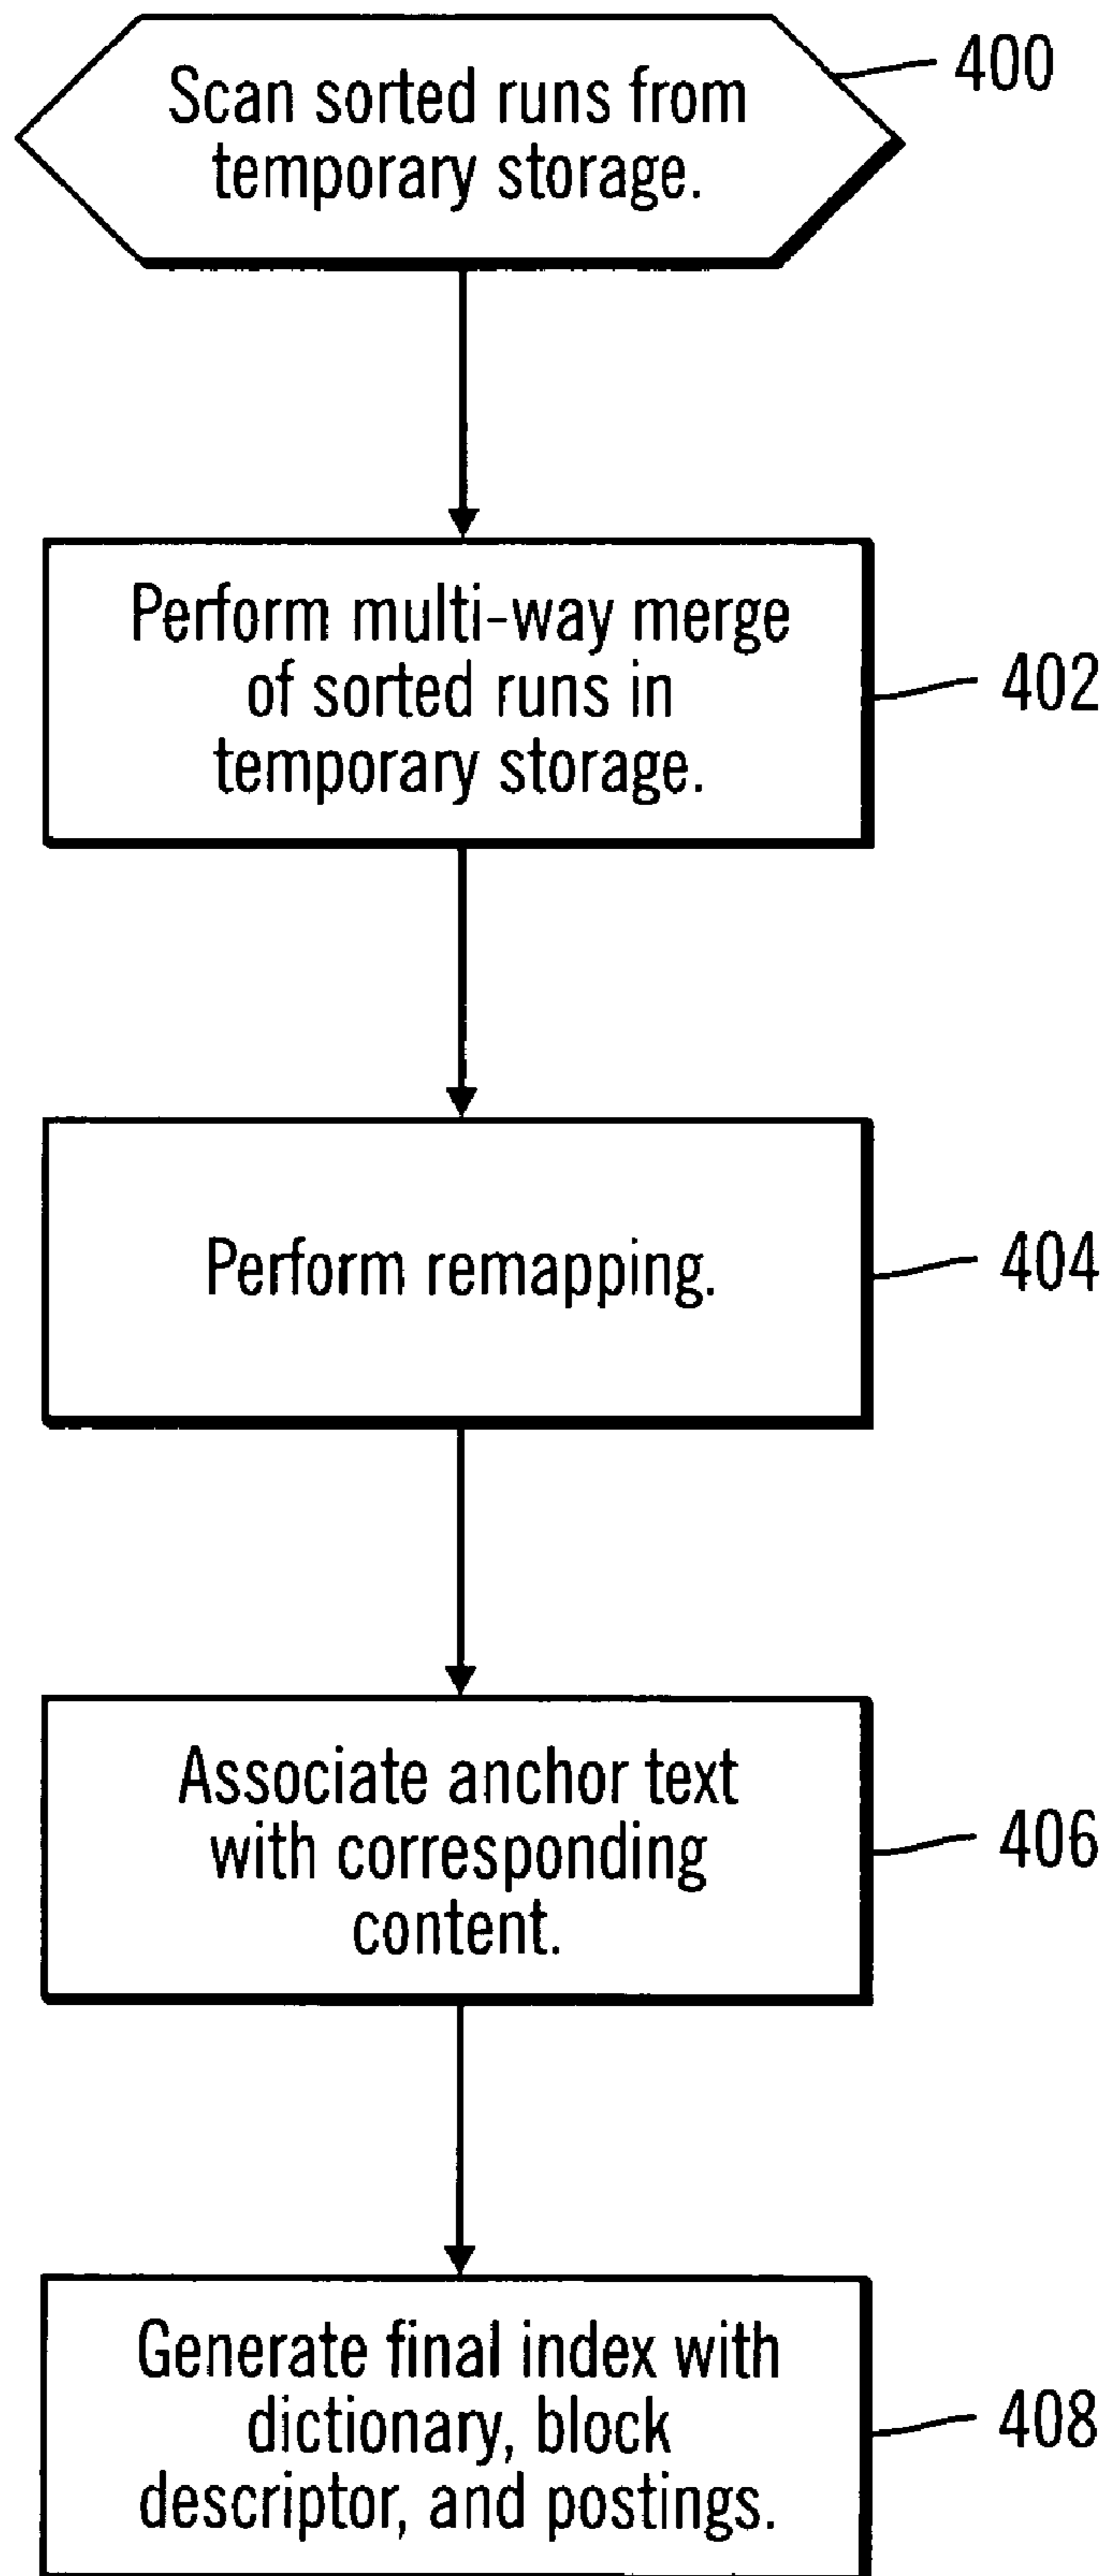 Scan sorted runs from
temporary storage.
400
Perform multi-way merge
of sorted runs in
temporary storage.
402
Perform remapping.
404
Associate anchor text
with corresponding
content.
406
Generate final index with
dictionary, block
descriptor, and postings.
408